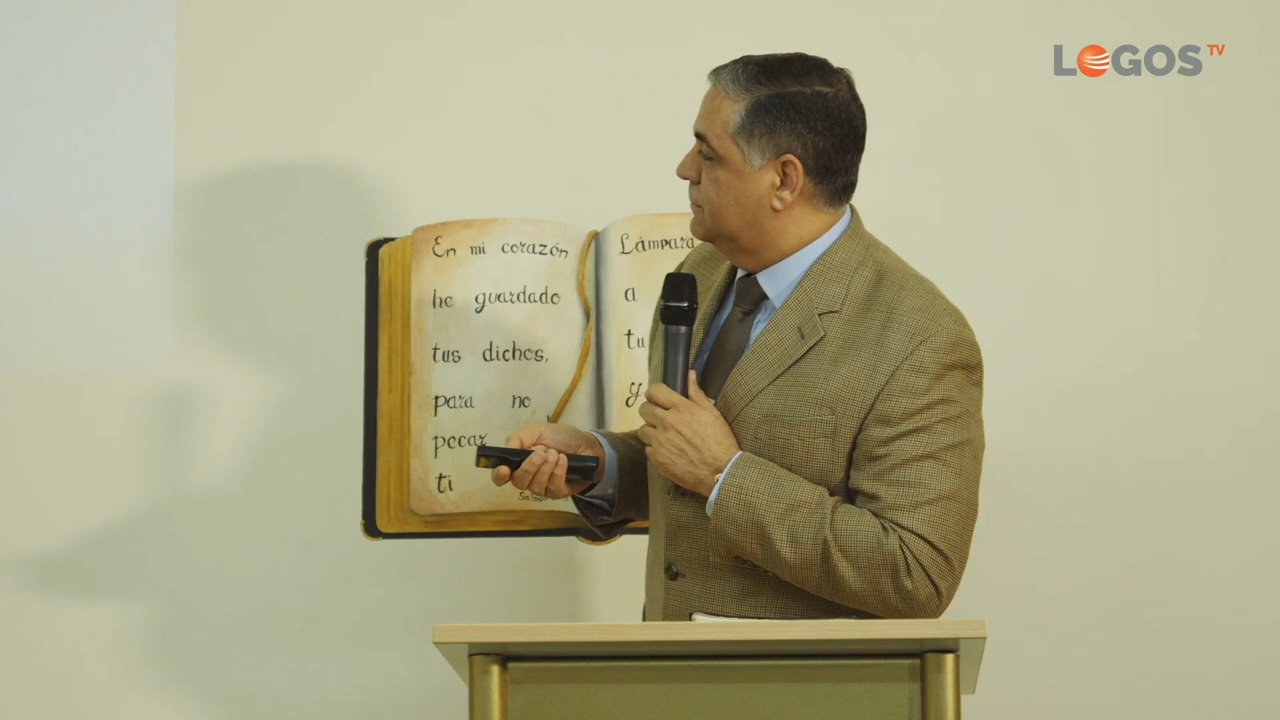 LOGOS TV
En mi corazón
he guardado
tus dichos,
para no
pecar
ti
Lámpara
a
tu
y